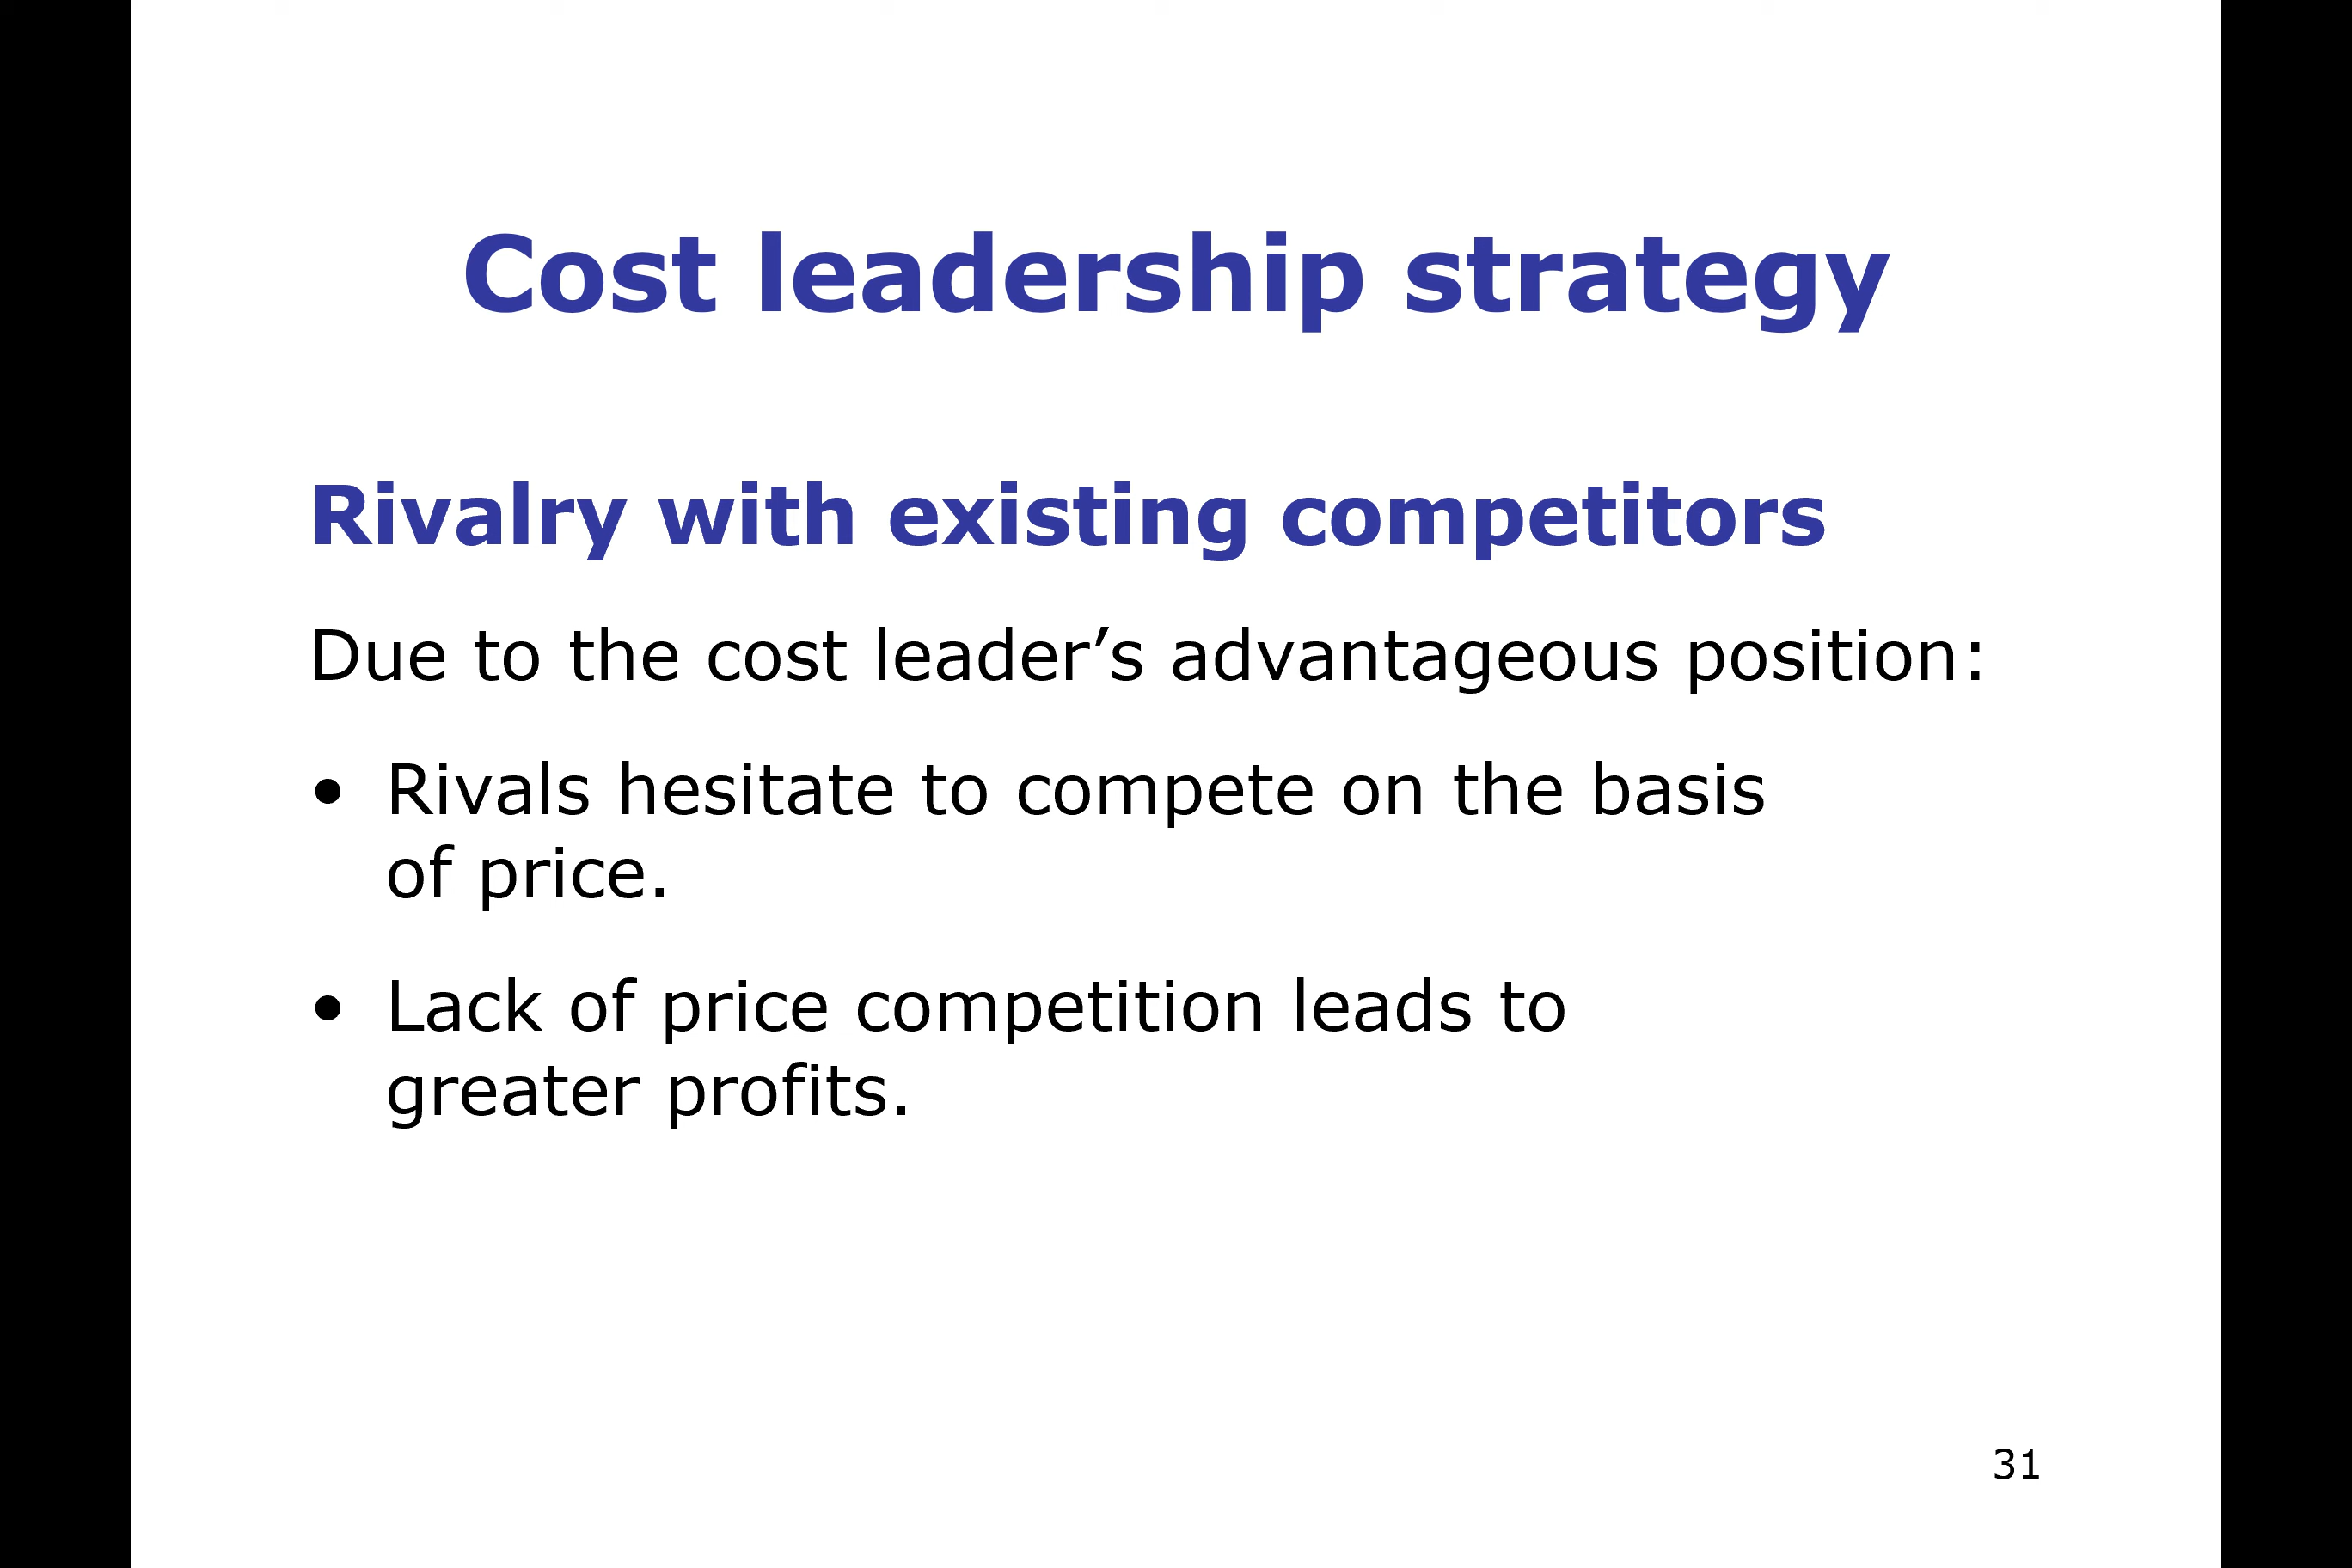 Cost leadership strategy
Rivalry with existing competitors
Due to the cost leader’s advantageous position:
• Rivals hesitate to compete on the basis
of price.
• Lack of price competition leads to
greater profits.
31